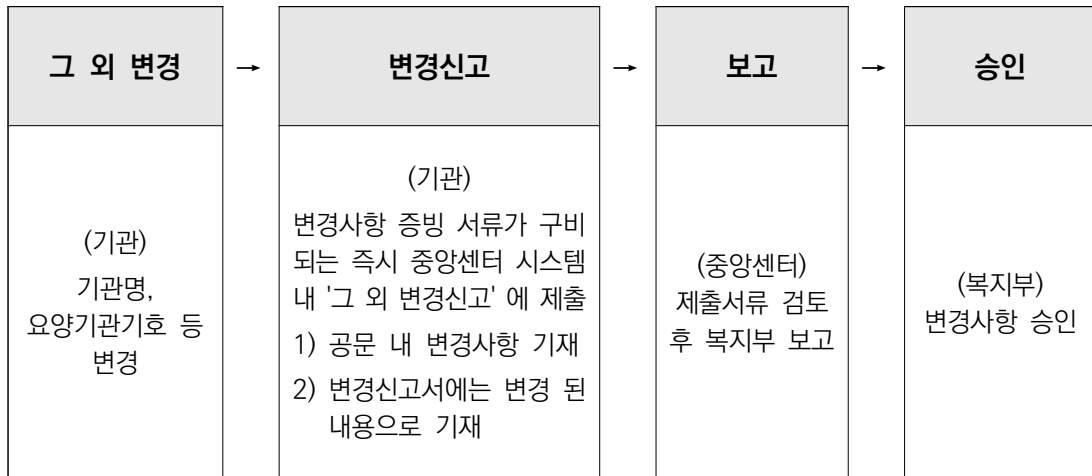 그 외 변경 → 변경신고 → 보고 → 승인
(기관)
기관명,
요양기관기호 등
변경
(기관)
변경사항 증빙 서류가 구비
되는 즉시 중앙센터 시스템
내 '그 외 변경신고' 에 제출
1) 공문 내 변경사항 기재
2) 변경신고서에는 변경 된
내용으로 기재
(중앙센터)
제출서류 검토
후 복지부 보고
(복지부)
변경사항 승인